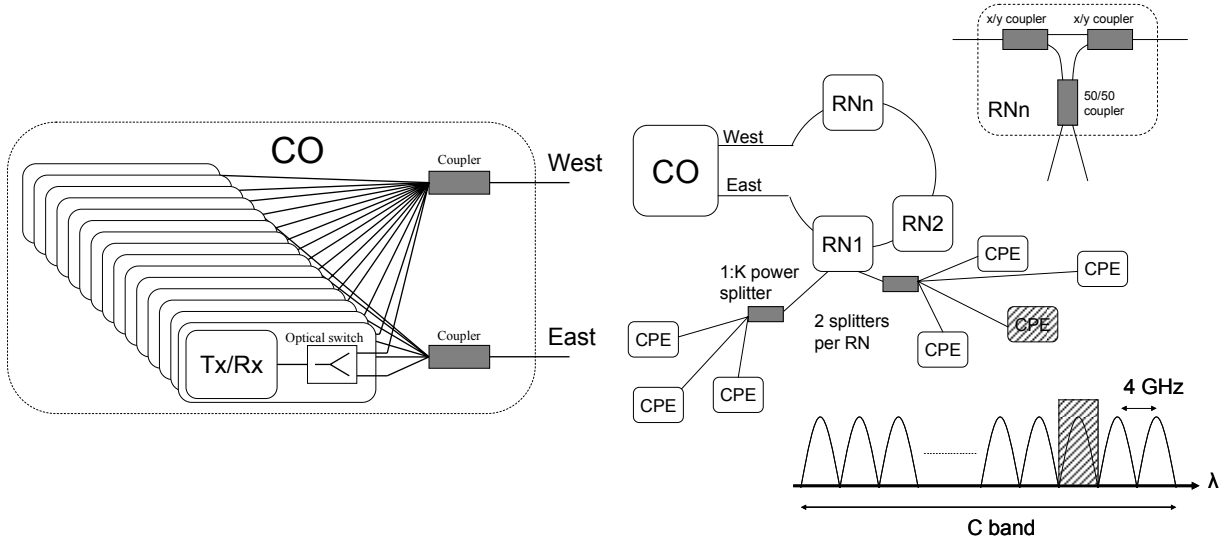 CO
Coupler
West
Coupler
East
Optical switch
Tx/Rx
x/y coupler
x/y coupler
50/50
coupler
RNn
RNn
West
CO
East
RN2
RN1
CPE
CPE
1:K power
splitter
2 splitters
per RN
CPE
CPE
CPE
CPE
CPE
4 GHz
λ
C band